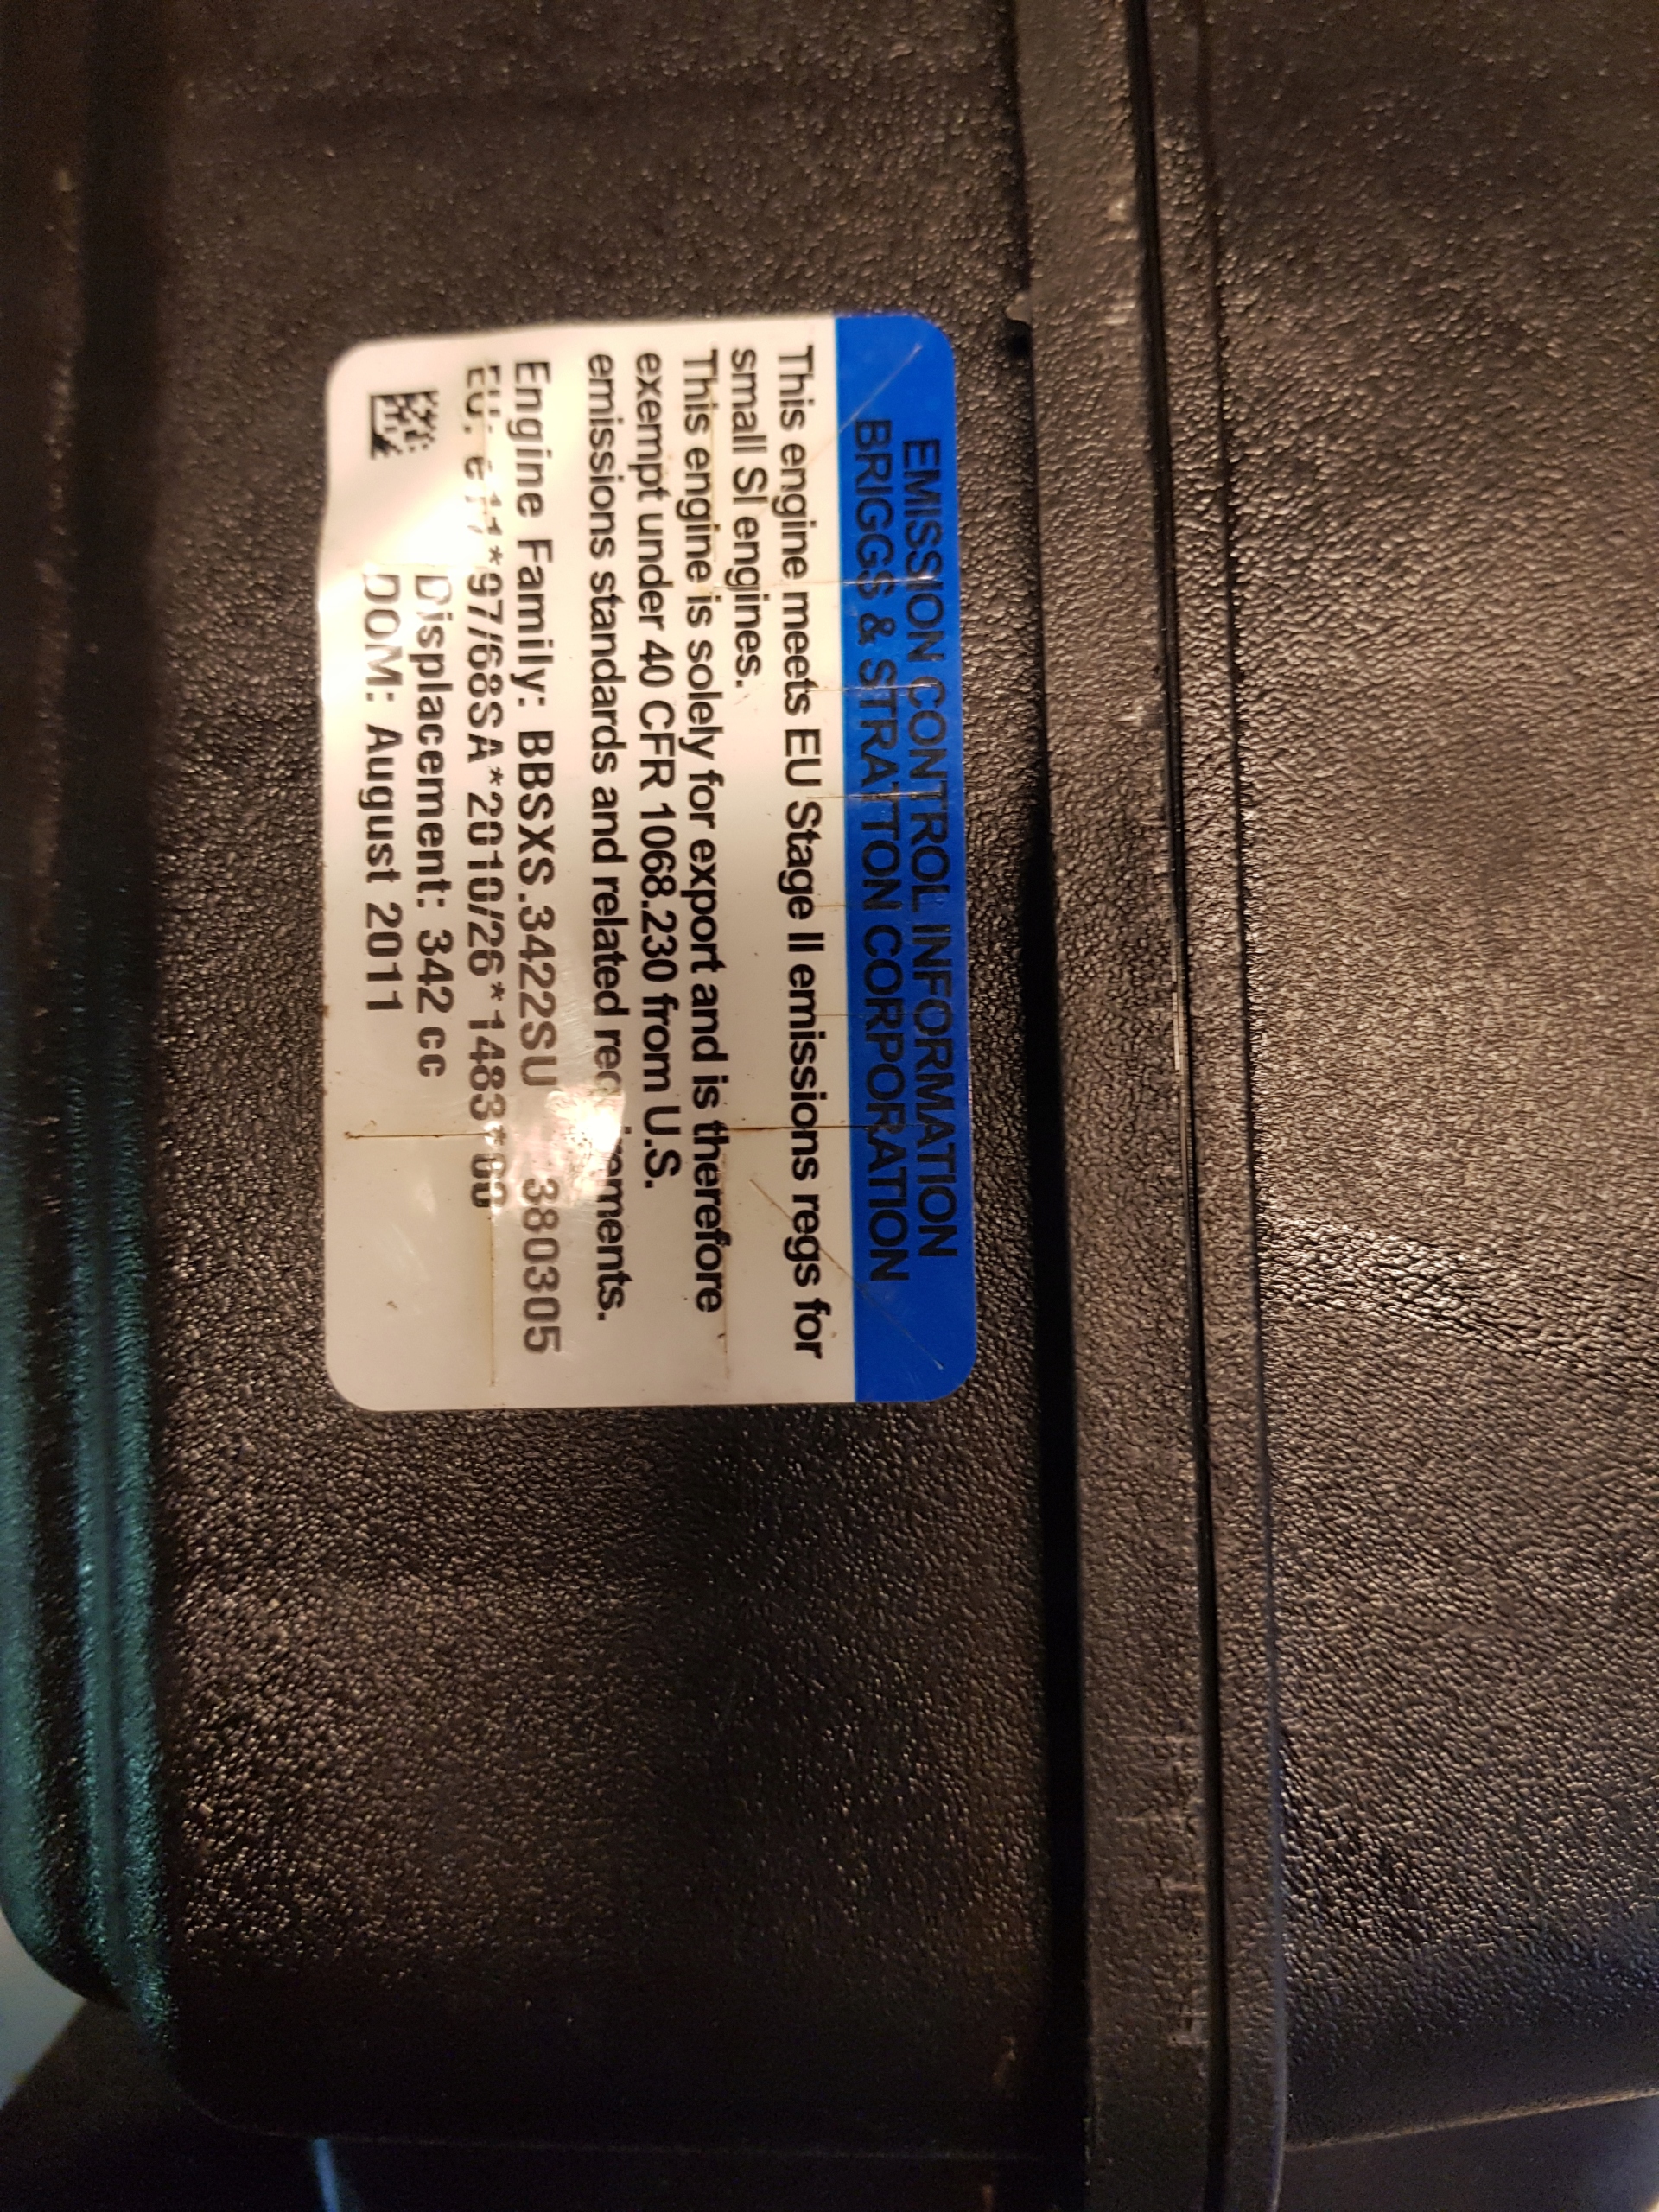 EMISSION CONTROL INFORMATION
BRIGGS & STRATTON CORPORATION
This engine meets EU Stage II emissions regs for
small SI engines.
This engine is solely for export and is therefore
exempt under 40 CFR 1068.230 from U.S.
emissions standards and related requirements.
Engine Family: BBSXS.3422SU 380305
EU: e11*97/68SA*2010/26*1483*00
Displacement: 342 cc
DOM: August 2011